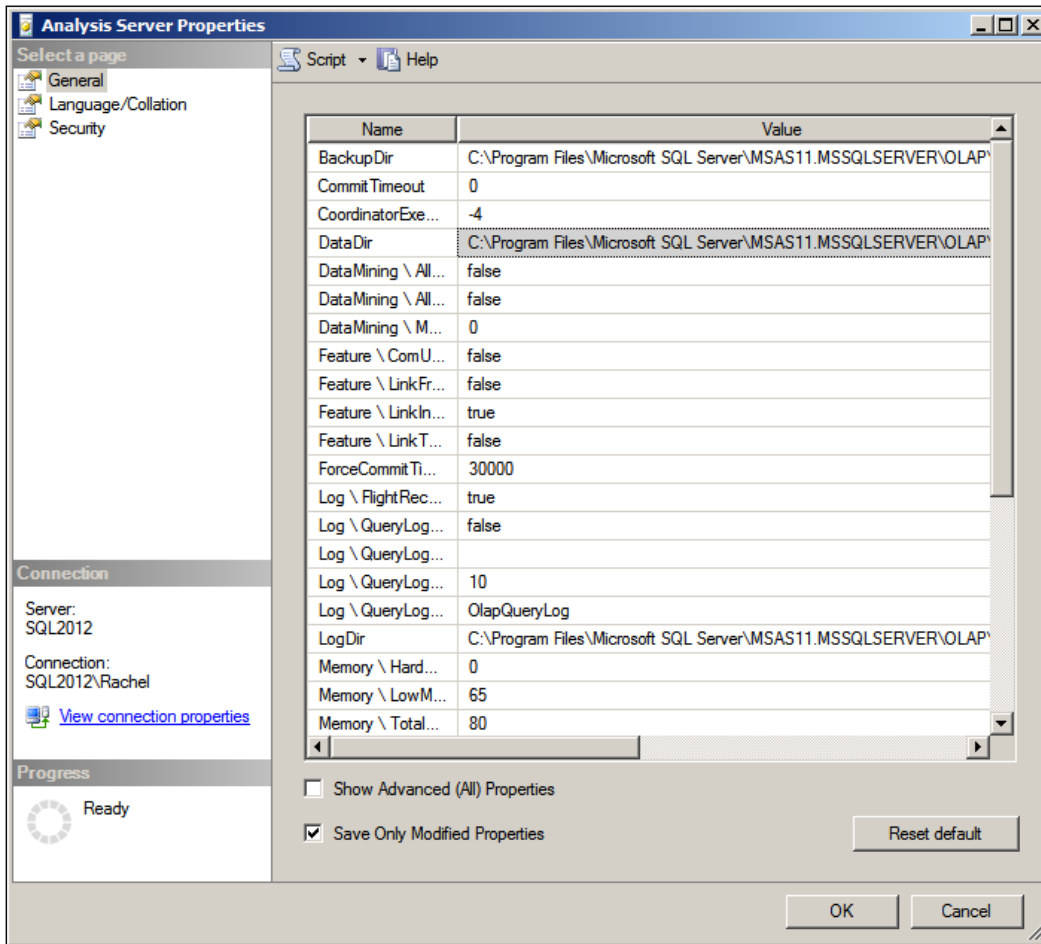 Analysis Server Properties
Select a page
General
Language/Collation
Security
Script
Help
Name Value
BackupDir C:\Program Files\Microsoft SQL Server\MSAS11.MSSQLSERVER\OLAP\
CommitTimeout 0
CoordinatorExe... -4
DataDir C:\Program Files\Microsoft SQL Server\MSAS11.MSSQLSERVER\OLAP\
DataMining \ All... false
DataMining \ All... false
DataMining \ M... 0
Feature \ ComU... false
Feature \ LinkFr... false
Feature \ LinkIn... true
Feature \ LinkT... false
ForceCommitTi... 30000
Log \ FlightRec... true
Log \ QueryLog... false
Log \ QueryLog...
Log \ QueryLog... 10
Log \ QueryLog... OlapQueryLog
LogDir C:\Program Files\Microsoft SQL Server\MSAS11.MSSQLSERVER\OLAP\
Memory \ Hard... 0
Memory \ LowM... 65
Memory \ Total... 80
Connection
Server:
SQL2012
Connection:
SQL2012\Rachel
View connection properties
Progress
Ready
Show Advanced (All) Properties
Save Only Modified Properties
Reset default
OK
Cancel